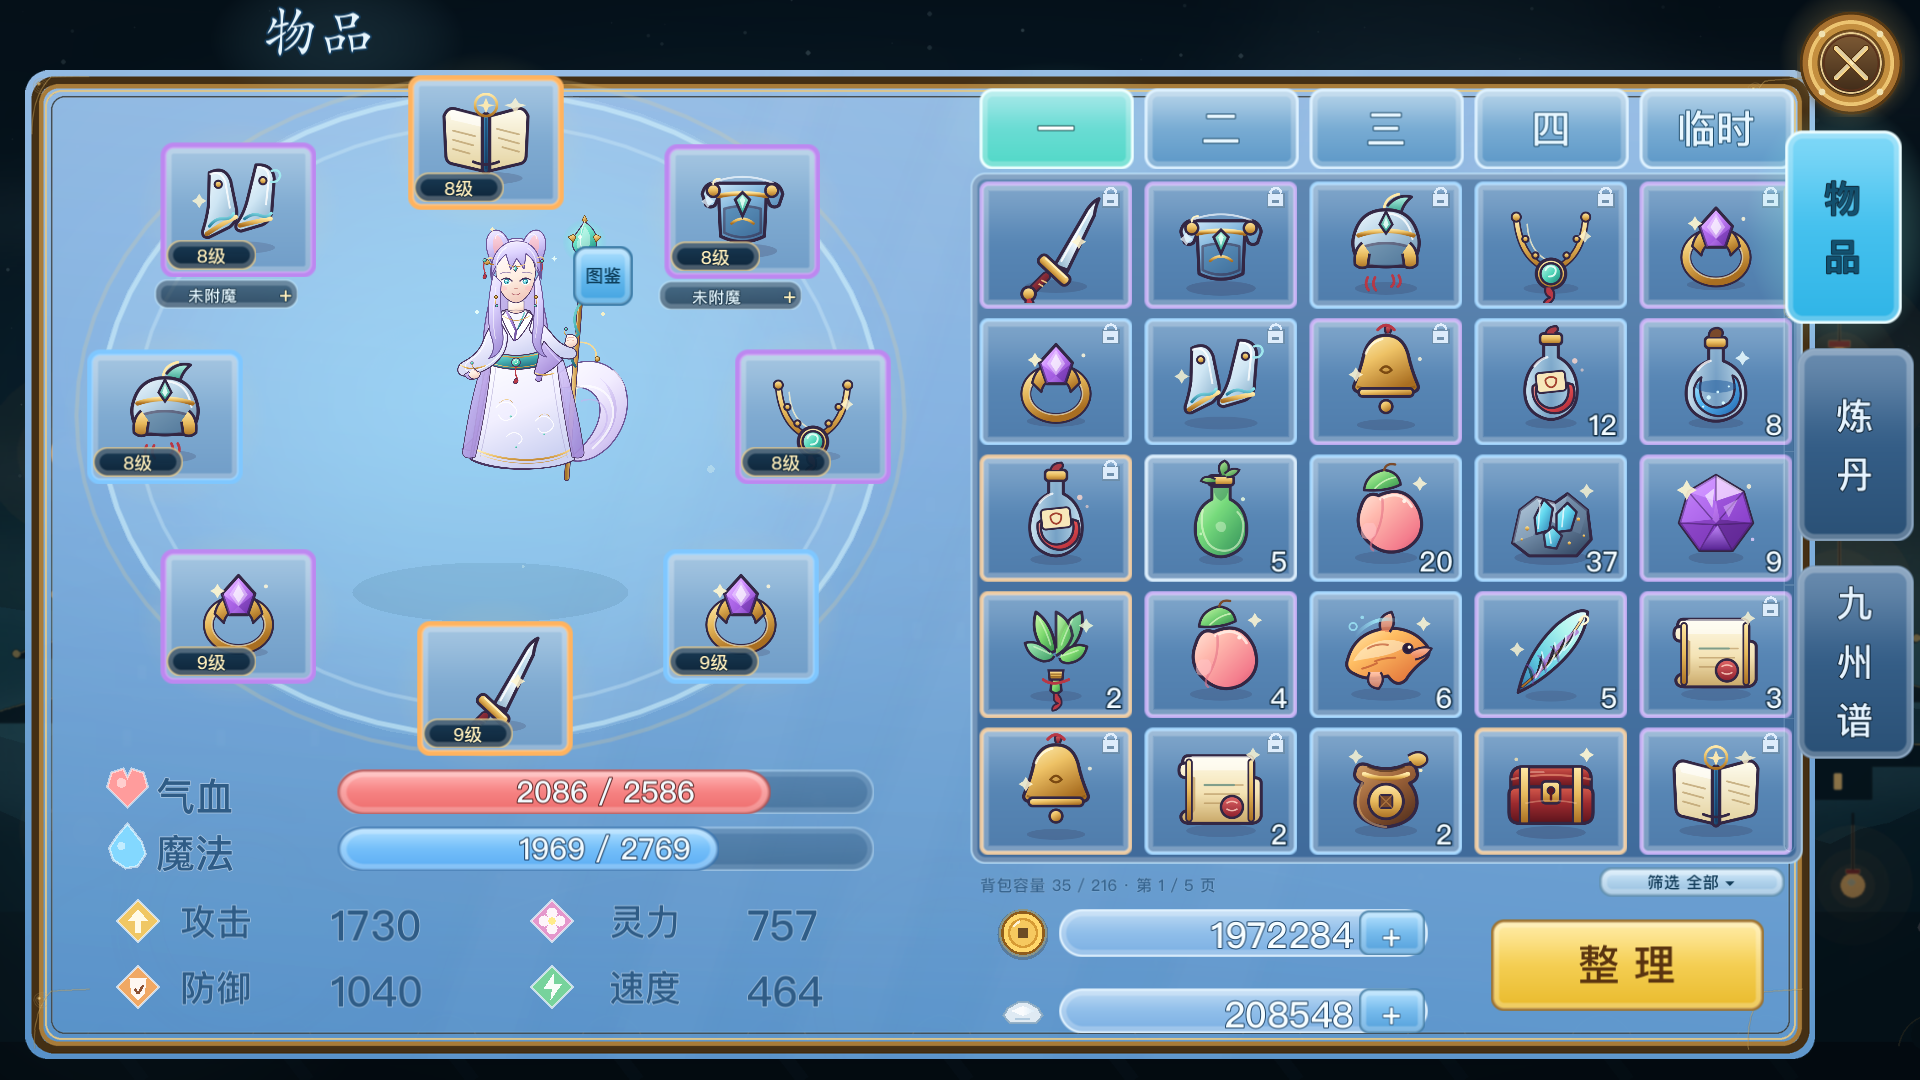 物品
一
二
三
四
临时
物品
炼丹
九州谱
8级
8级
未附魔 +
8级
未附魔 +
图鉴
8级
8级
9级
9级
9级
12
8
5
20
37
9
2
4
6
5
3
2
2
气血 2086 / 2586
魔法 1969 / 2769
攻击 1730 灵力 757
防御 1040 速度 464
背包容量 35 / 216 · 第 1 / 5 页
筛选 全部
1972284 +
208548 +
整理